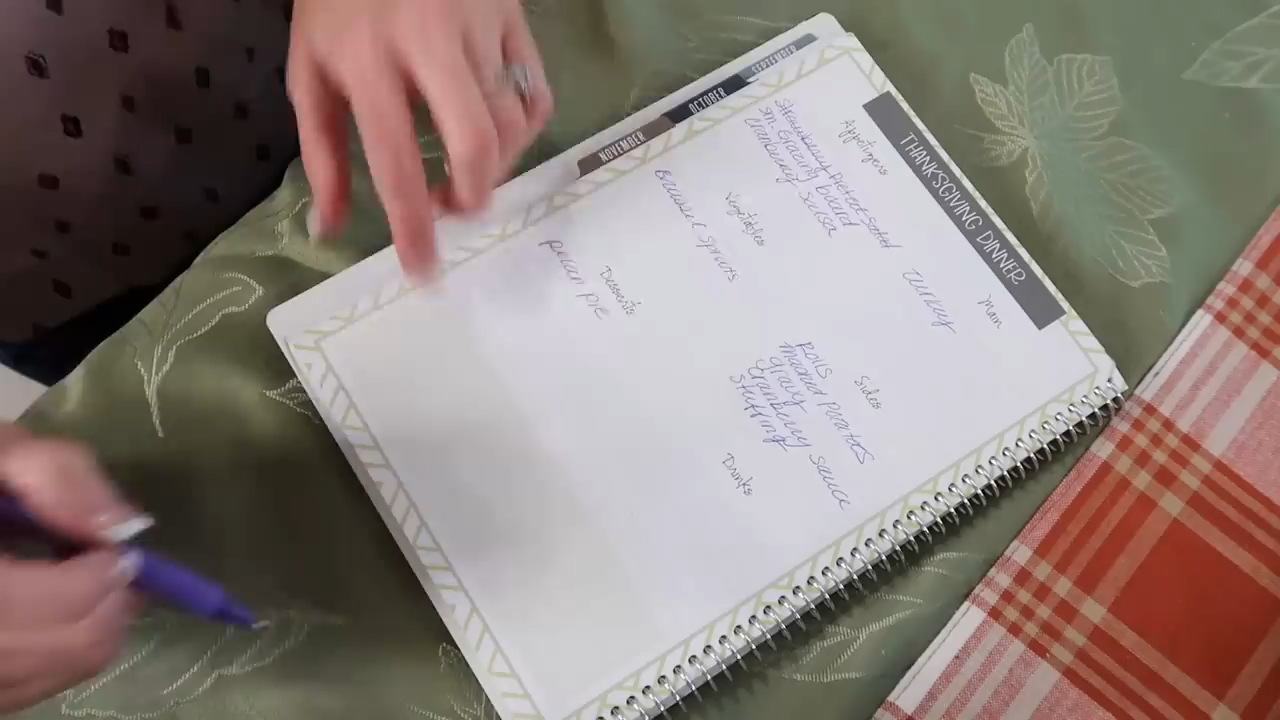 SEPTEMBER
OCTOBER
NOVEMBER
THANKSGIVING DINNER
Main
Turkey
Appetizers
Strawberry Pretzel Salad
Sm. Grazing board
Cranberry Salsa
Sides
Rolls
Mashed Potatoes
gravy
Cranberry sauce
Stuffing
Vegetables
Brussel Sprouts
Drinks
Desserts
Pecan Pie